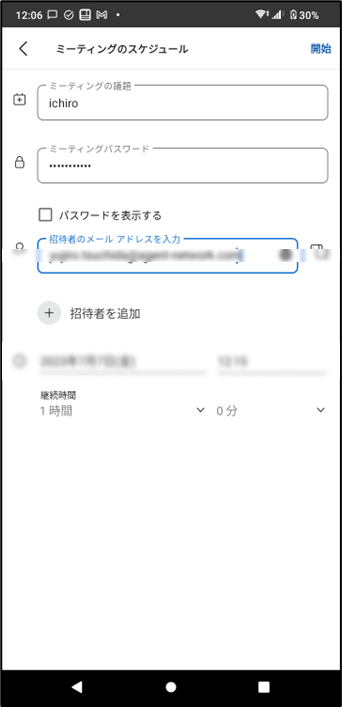 12:06
30%
ミーティングのスケジュール
開始
ミーティングの議題
ichiro
ミーティングパスワード
•••••••••••
パスワードを表示する
招待者のメール アドレスを入力
招待者を追加
継続時間
1 時間
0 分